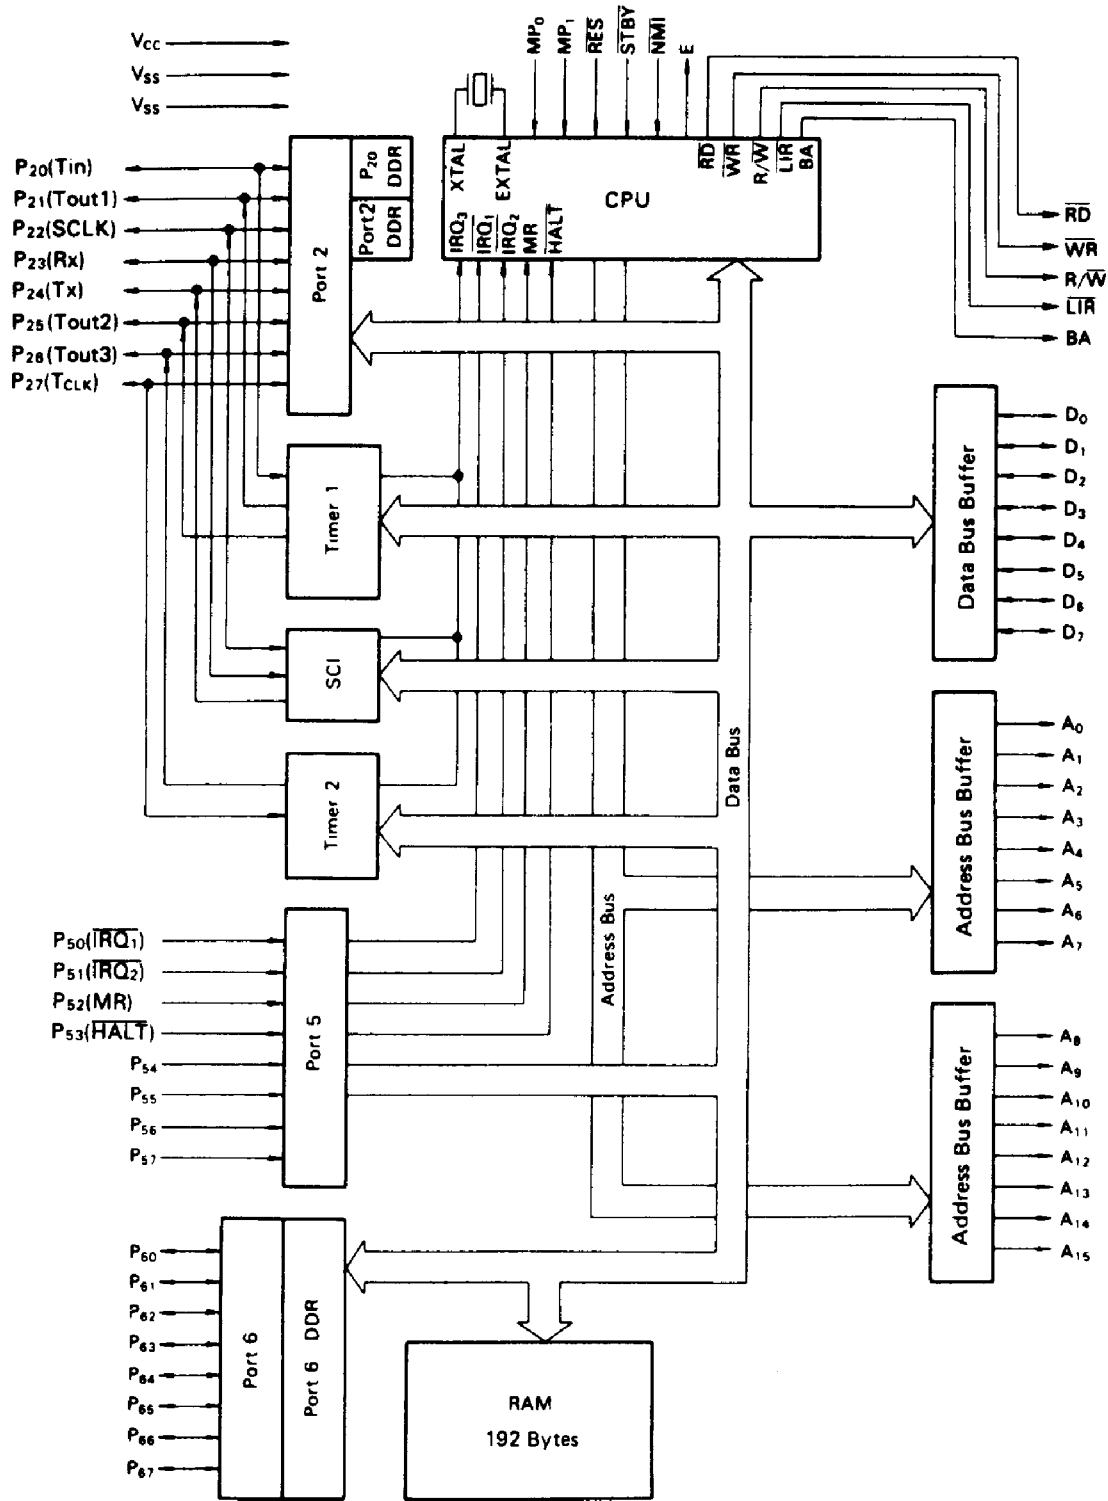 VCC
VSS
VSS
MP0
MP1
RES
STBY
NMI
E
P20(Tin)
P21(Tout1)
P22(SCLK)
P23(Rx)
P24(Tx)
P25(Tout2)
P26(Tout3)
P27(TCLK)
Port 2
P20 DDR
Port2 DDR
XTAL
EXTAL
RD
WR
R/W
LIR
BA
CPU
IRQ3
IRQ1
IRQ2
MR
HALT
RD
WR
R/W
LIR
BA
Timer 1
SCI
Timer 2
Data Bus Buffer
D0
D1
D2
D3
D4
D5
D6
D7
Data Bus
Address Bus
Address Bus Buffer
A0
A1
A2
A3
A4
A5
A6
A7
P50(IRQ1)
P51(IRQ2)
P52(MR)
P53(HALT)
P54
P55
P56
P57
Port 5
Address Bus Buffer
A8
A9
A10
A11
A12
A13
A14
A15
P60
P61
P62
P63
P64
P65
P66
P67
Port 6
Port 6 DDR
RAM
192 Bytes